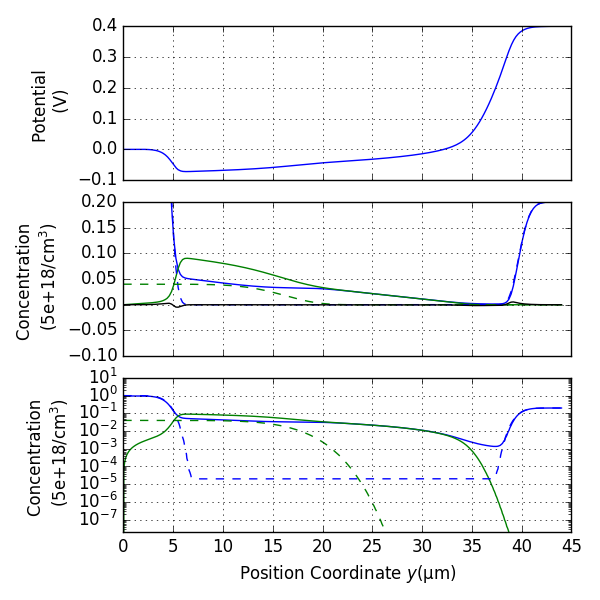 0.4
0.3
0.2
0.1
0.0
−0.1
Potential
(V)
0.20
0.15
0.10
0.05
0.00
−0.05
−0.10
Concentration
(5e+18/cm³)
10¹
10⁰
10⁻¹
10⁻²
10⁻³
10⁻⁴
10⁻⁵
10⁻⁶
10⁻⁷
Concentration
(5e+18/cm³)
0 5 10 15 20 25 30 35 40 45
Position Coordinate y(μm)